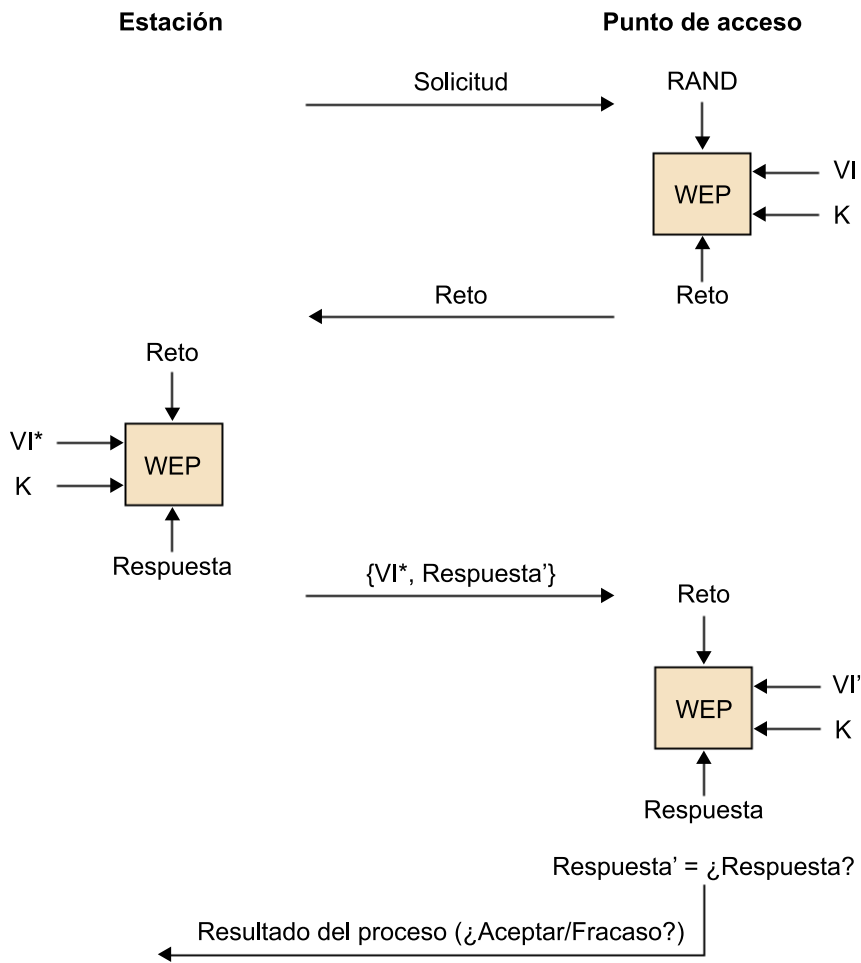 Estación
Punto de acceso
Solicitud
RAND
WEP
VI
K
Reto
Reto
Reto
VI*
WEP
K
Respuesta
{VI*, Respuesta’}
Reto
WEP
VI’
K
Respuesta
Respuesta’ = ¿Respuesta?
Resultado del proceso (¿Aceptar/Fracaso?)